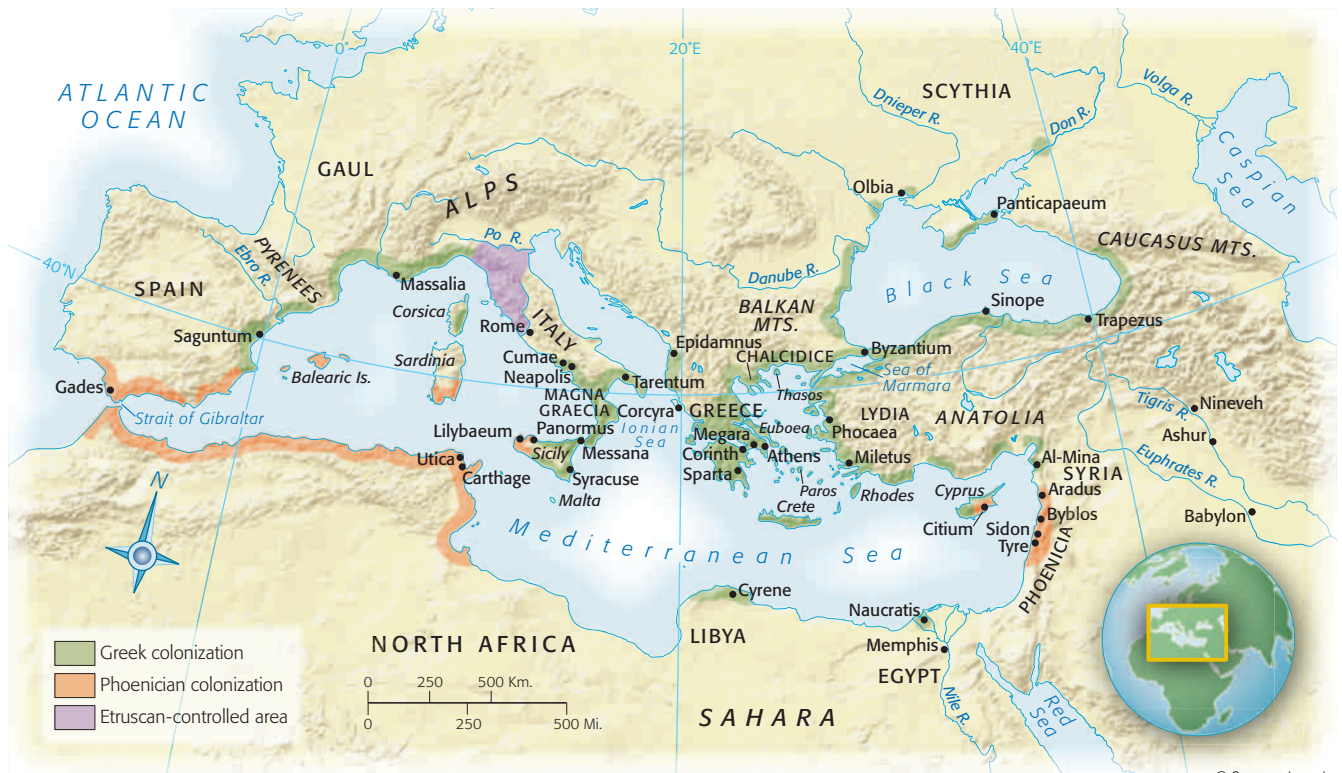 0°
20°E
40°E
ATLANTIC
OCEAN
SCYTHIA
Volga R.
Dnieper R.
Don R.
Caspian
Sea
GAUL
ALPS
Olbia
Panticapaeum
CAUCASUS MTS.
Po R.
PYRENEES
Ebro R.
40°N
Danube R.
Black Sea
SPAIN
Massalia
Corsica
BALKAN
MTS.
Sinope
Trapezus
Saguntum
Rome
ITALY
Epidamnus
Byzantium
CHALCIDICE
Sea of
Marmara
Sardinia
Cumae
Neapolis
Balearic Is.
Tarentum
Thasos
Gades
MAGNA
GRAECIA
Corcyra
GREECE
LYDIA
ANATOLIA
Tigris R.
Nineveh
Strait of Gibraltar
Lilybaeum
Panormus
Ionian
Sea
Euboea
Megara
Phocaea
Ashur
Utica
Sicily
Messana
Corinth
Athens
Miletus
Al-Mina
SYRIA
Euphrates R.
Carthage
Syracuse
Sparta
Paros
Rhodes
Cyprus
Aradus
Malta
Crete
Citium
Byblos
Babylon
Sidon
Tyre
N
Mediterranean Sea
PHOENICIA
Cyrene
Naucratis
Memphis
NORTH AFRICA
LIBYA
EGYPT
Greek colonization
Phoenician colonization
Etruscan-controlled area
0 250 500 Km.
0 250 500 Mi.
SAHARA
Nile R.
Red
Sea